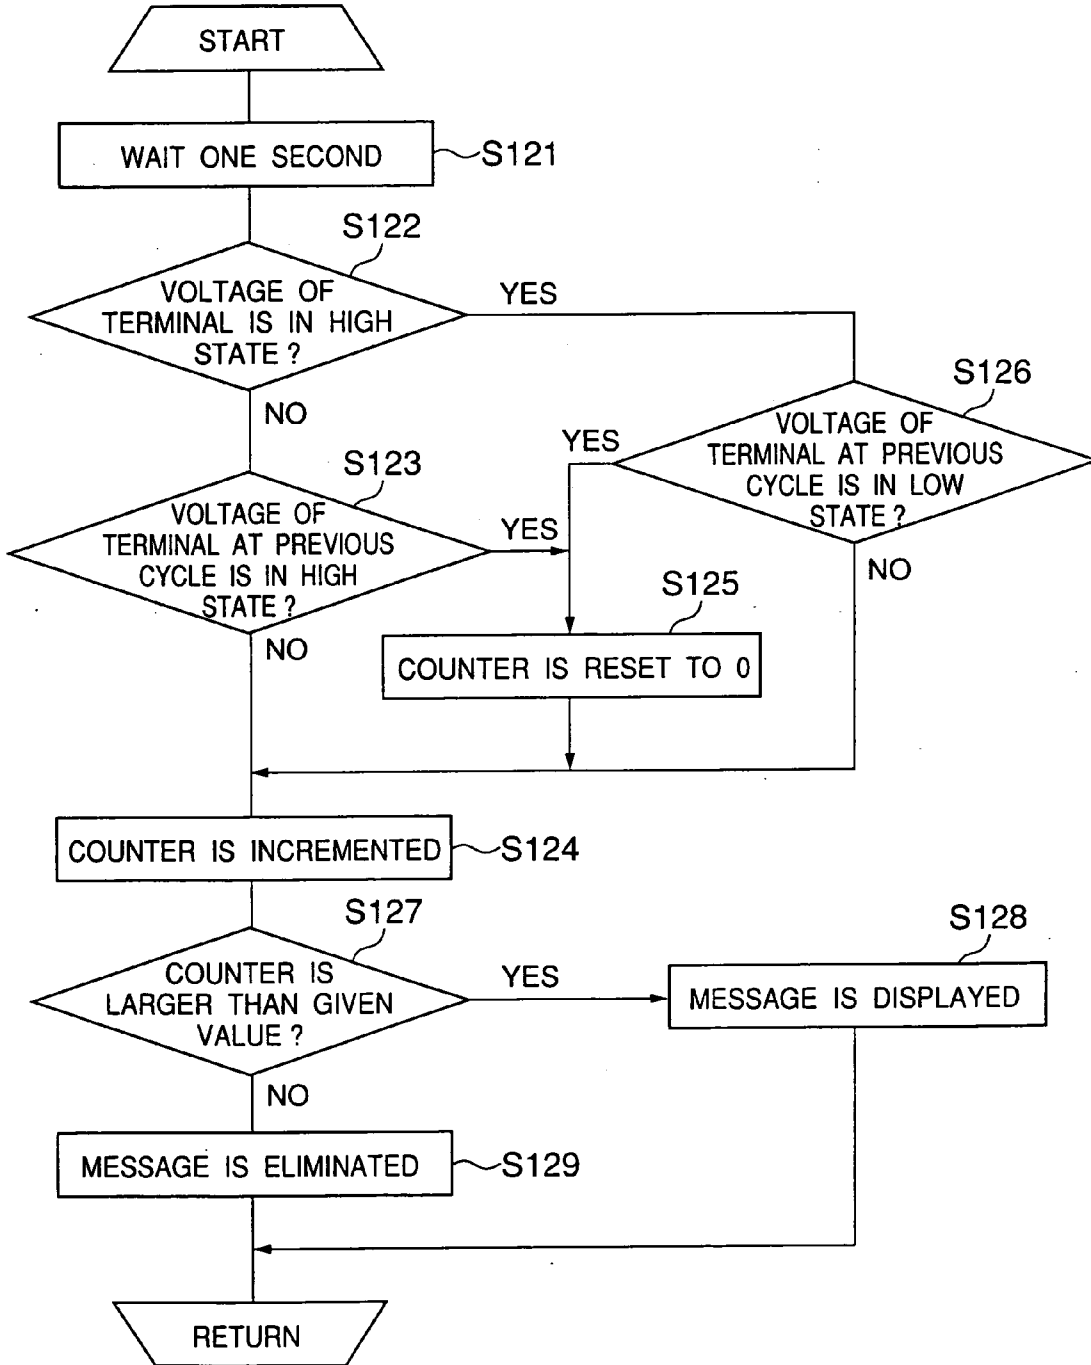 START
WAIT ONE SECOND
S121
S122
VOLTAGE OF
TERMINAL IS IN HIGH
STATE ?
YES
NO
S126
VOLTAGE OF
TERMINAL AT PREVIOUS
CYCLE IS IN LOW
STATE ?
YES
NO
S123
VOLTAGE OF
TERMINAL AT PREVIOUS
CYCLE IS IN HIGH
STATE ?
YES
NO
S125
COUNTER IS RESET TO 0
COUNTER IS INCREMENTED
S124
S127
COUNTER IS
LARGER THAN GIVEN
VALUE ?
YES
NO
S128
MESSAGE IS DISPLAYED
MESSAGE IS ELIMINATED
S129
RETURN